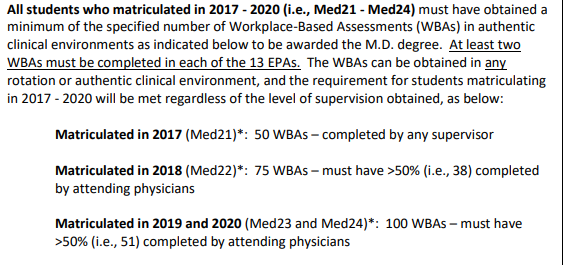 All students who matriculated in 2017 - 2020 (i.e., Med21 - Med24) must have obtained a
minimum of the specified number of Workplace-Based Assessments (WBAs) in authentic
clinical environments as indicated below to be awarded the M.D. degree. At least two
WBAs must be completed in each of the 13 EPAs. The WBAs can be obtained in any
rotation or authentic clinical environment, and the requirement for students matriculating
in 2017 - 2020 will be met regardless of the level of supervision obtained, as below:
Matriculated in 2017 (Med21)*: 50 WBAs – completed by any supervisor
Matriculated in 2018 (Med22)*: 75 WBAs – must have >50% (i.e., 38) completed
by attending physicians
Matriculated in 2019 and 2020 (Med23 and Med24)*: 100 WBAs – must have
>50% (i.e., 51) completed by attending physicians